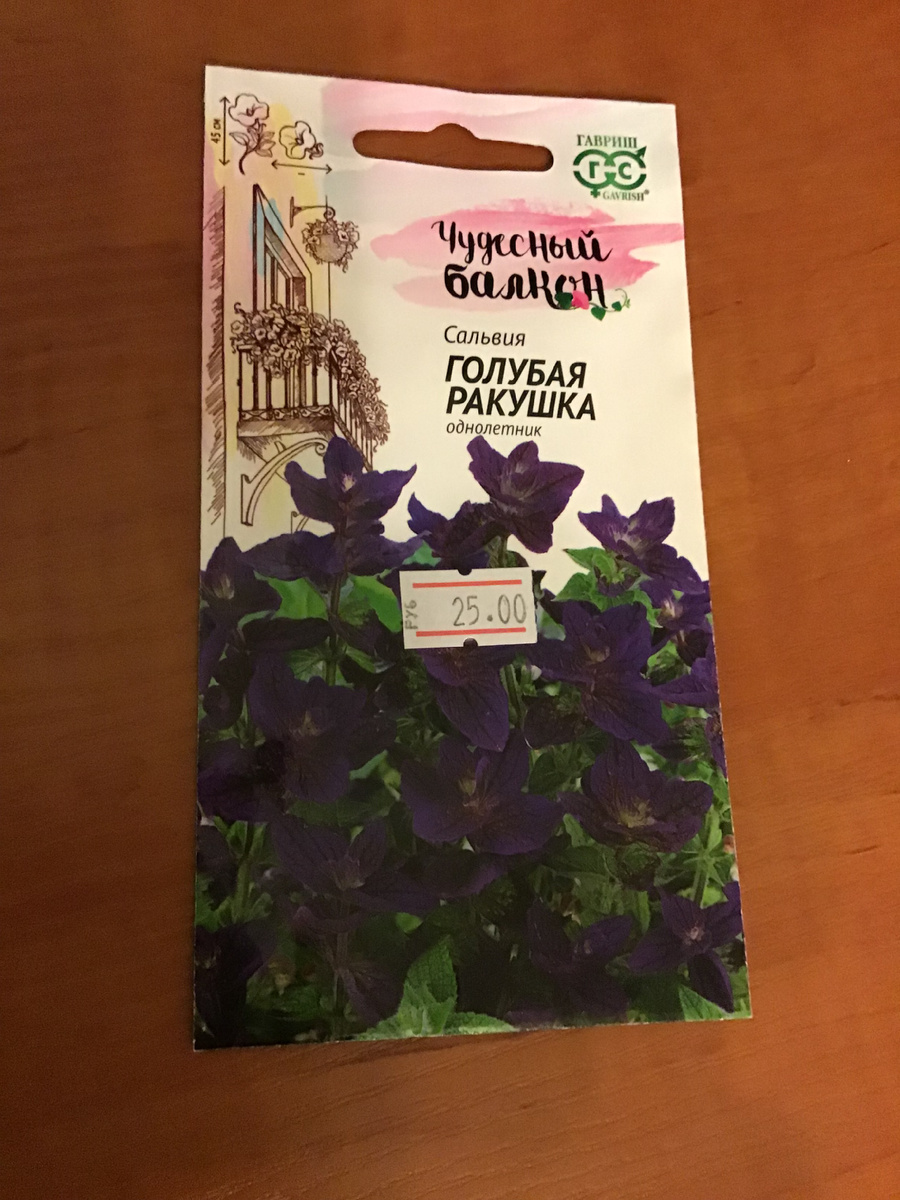 45 см
ГАВРИШ
Г С
GAVRISH®
Чудесный
балкон
Сальвия
ГОЛУБАЯ
РАКУШКА
однолетник
РУБ 25.00